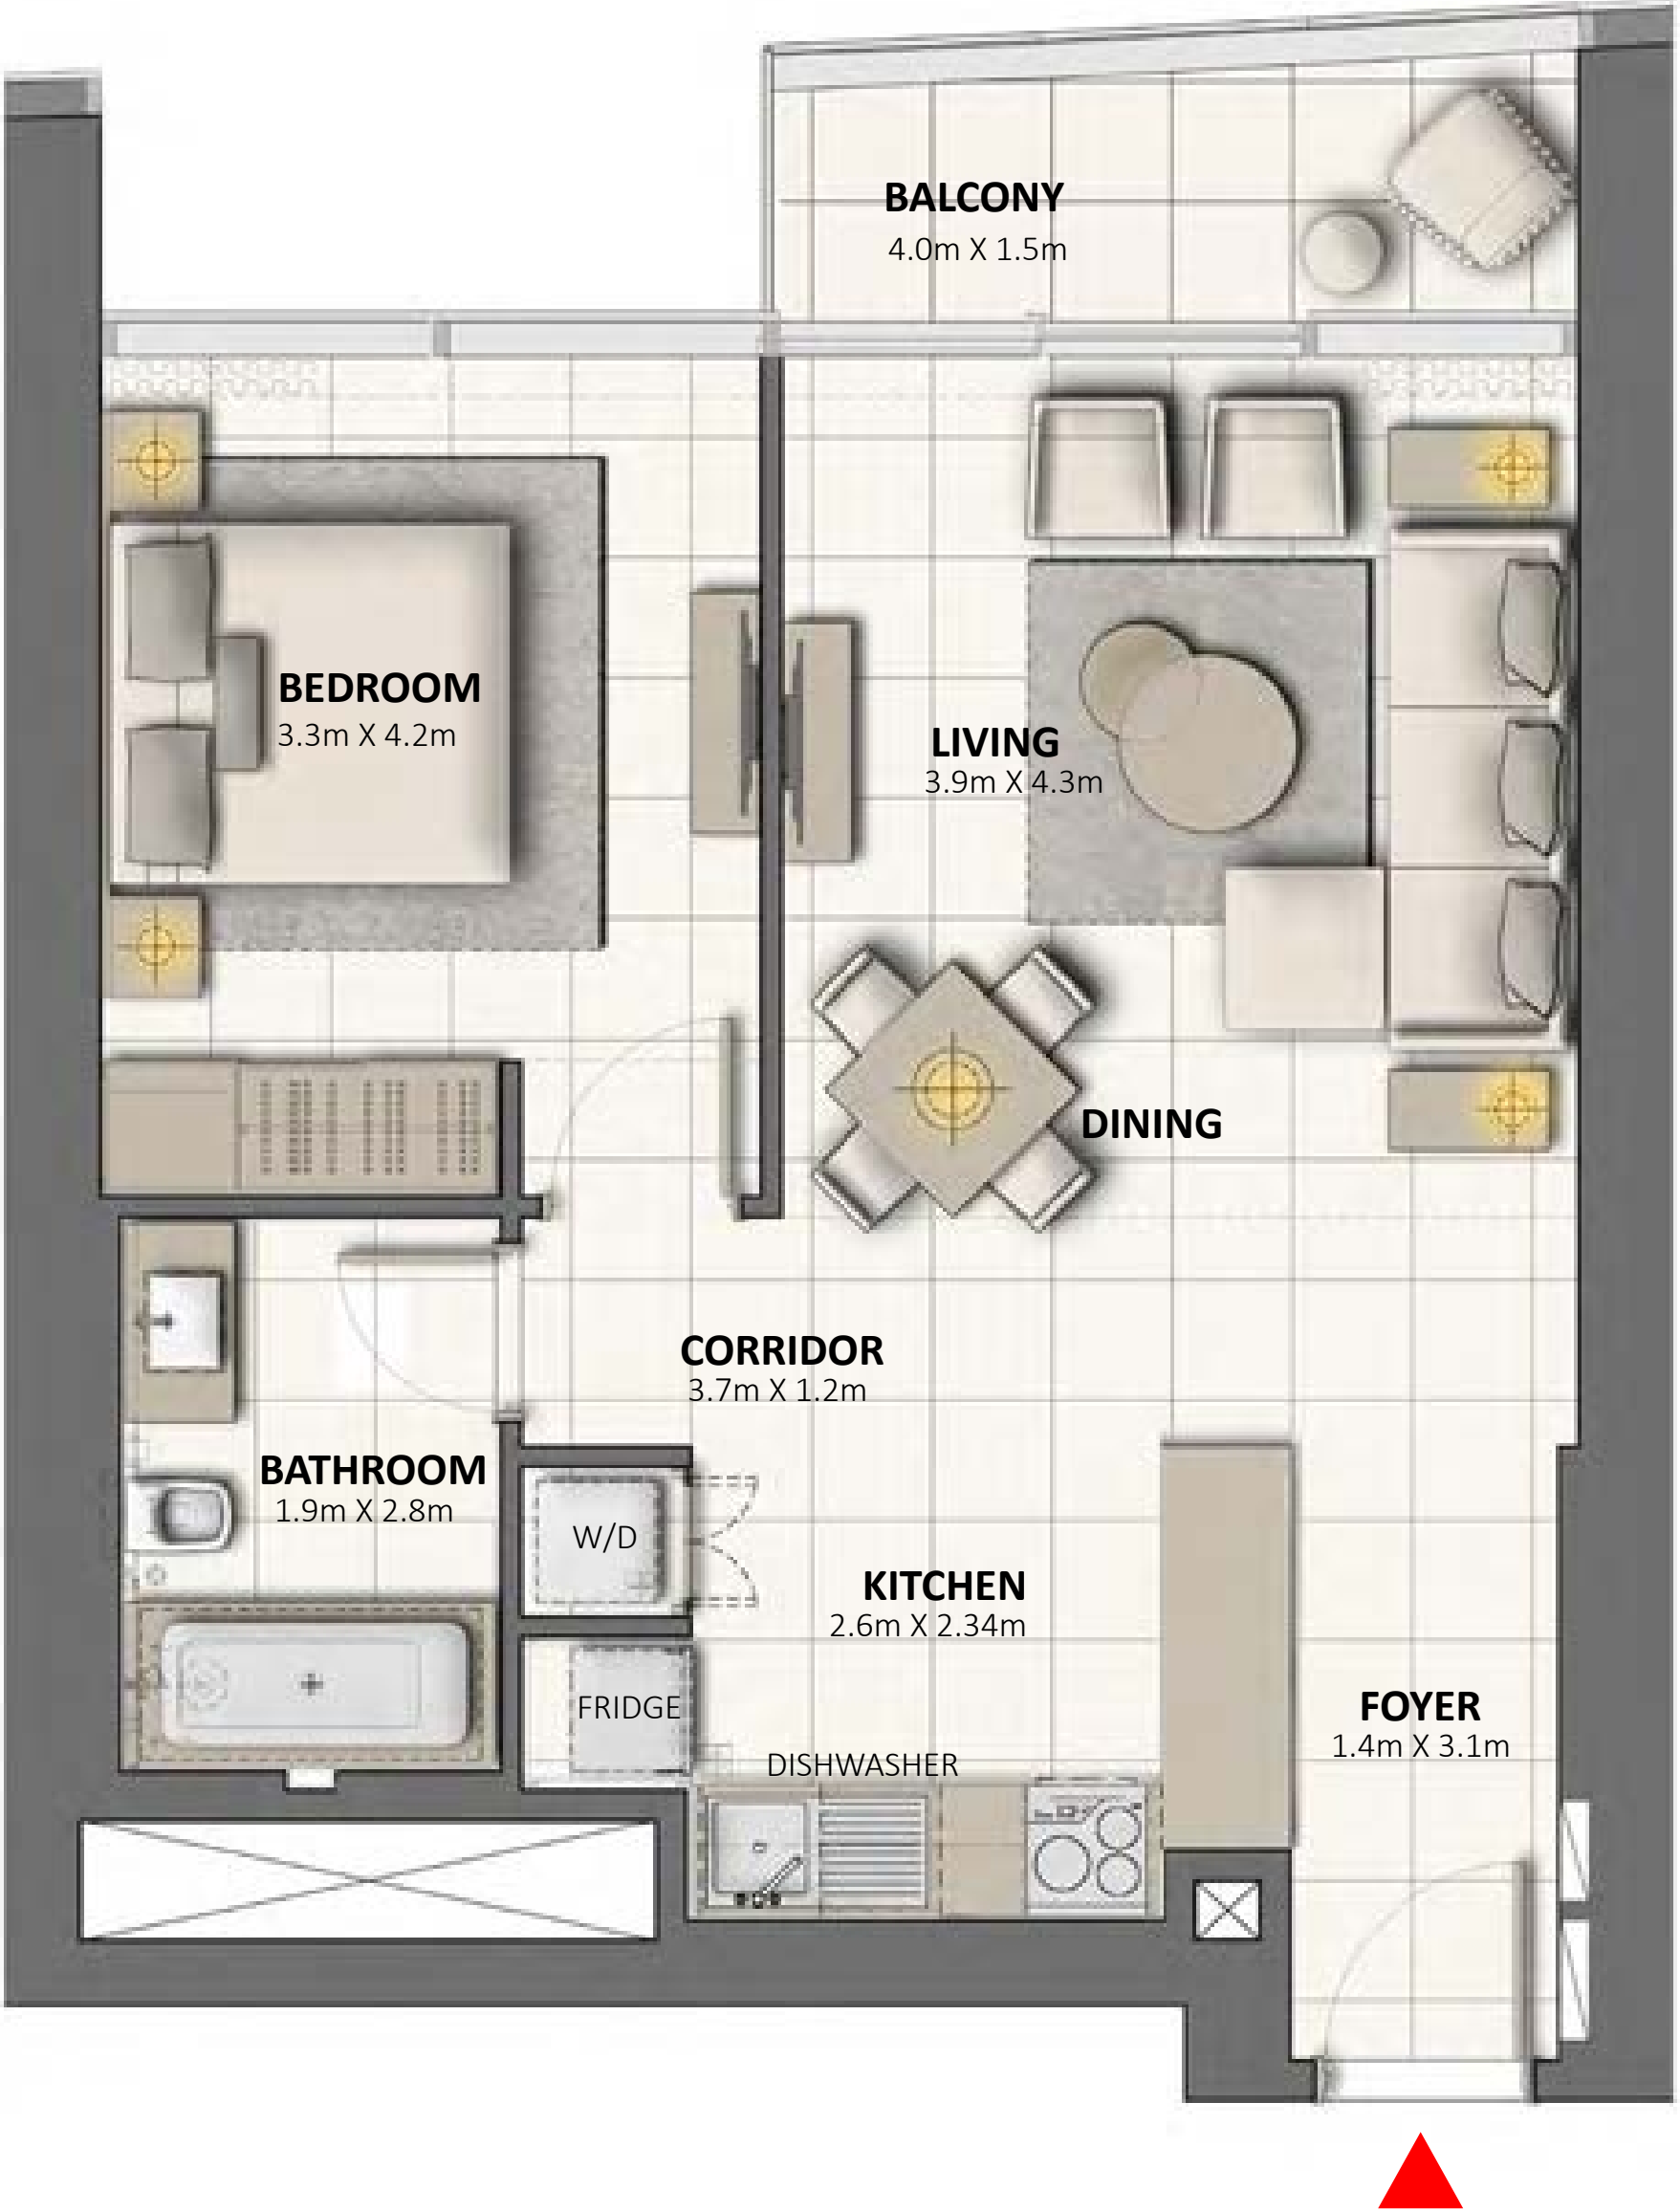 BALCONY
4.0m X 1.5m
BEDROOM
3.3m X 4.2m
LIVING
3.9m X 4.3m
DINING
CORRIDOR
3.7m X 1.2m
BATHROOM
1.9m X 2.8m
W/D
KITCHEN
2.6m X 2.34m
FRIDGE
FOYER
1.4m X 3.1m
DISHWASHER